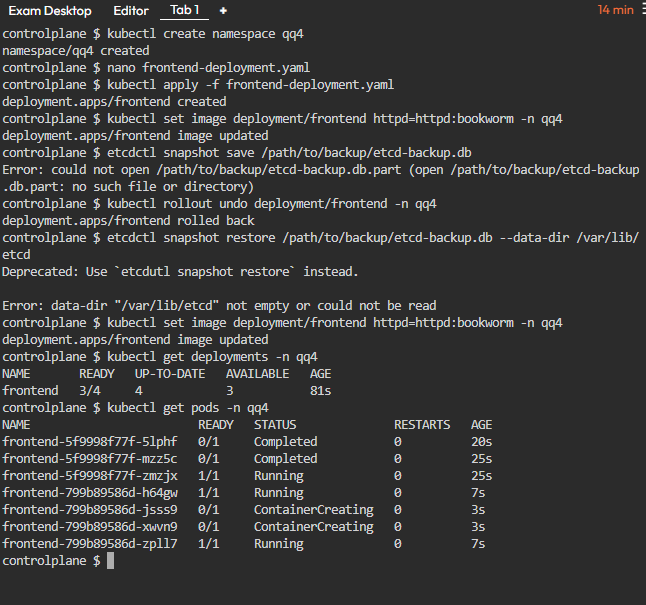 Exam Desktop Editor Tab 1 + 14 min
controlplane $ kubectl create namespace qq4
namespace/qq4 created
controlplane $ nano frontend-deployment.yaml
controlplane $ kubectl apply -f frontend-deployment.yaml
deployment.apps/frontend created
controlplane $ kubectl set image deployment/frontend httpd=httpd:bookworm -n qq4
deployment.apps/frontend image updated
controlplane $ etcdctl snapshot save /path/to/backup/etcd-backup.db
Error: could not open /path/to/backup/etcd-backup.db.part (open /path/to/backup/etcd-backup
.db.part: no such file or directory)
controlplane $ kubectl rollout undo deployment/frontend -n qq4
deployment.apps/frontend rolled back
controlplane $ etcdctl snapshot restore /path/to/backup/etcd-backup.db --data-dir /var/lib/
etcd
Deprecated: Use `etcdutl snapshot restore` instead.

Error: data-dir "/var/lib/etcd" not empty or could not be read
controlplane $ kubectl set image deployment/frontend httpd=httpd:bookworm -n qq4
deployment.apps/frontend image updated
controlplane $ kubectl get deployments -n qq4
NAME READY UP-TO-DATE AVAILABLE AGE
frontend 3/4 4 3 81s
controlplane $ kubectl get pods -n qq4
NAME READY STATUS RESTARTS AGE
frontend-5f9998f77f-5lphf 0/1 Completed 0 20s
frontend-5f9998f77f-mzz5c 0/1 Completed 0 25s
frontend-5f9998f77f-zmzjx 1/1 Running 0 25s
frontend-799b89586d-h64gw 1/1 Running 0 7s
frontend-799b89586d-jsss9 0/1 ContainerCreating 0 3s
frontend-799b89586d-xwvn9 0/1 ContainerCreating 0 3s
frontend-799b89586d-zpll7 1/1 Running 0 7s
controlplane $